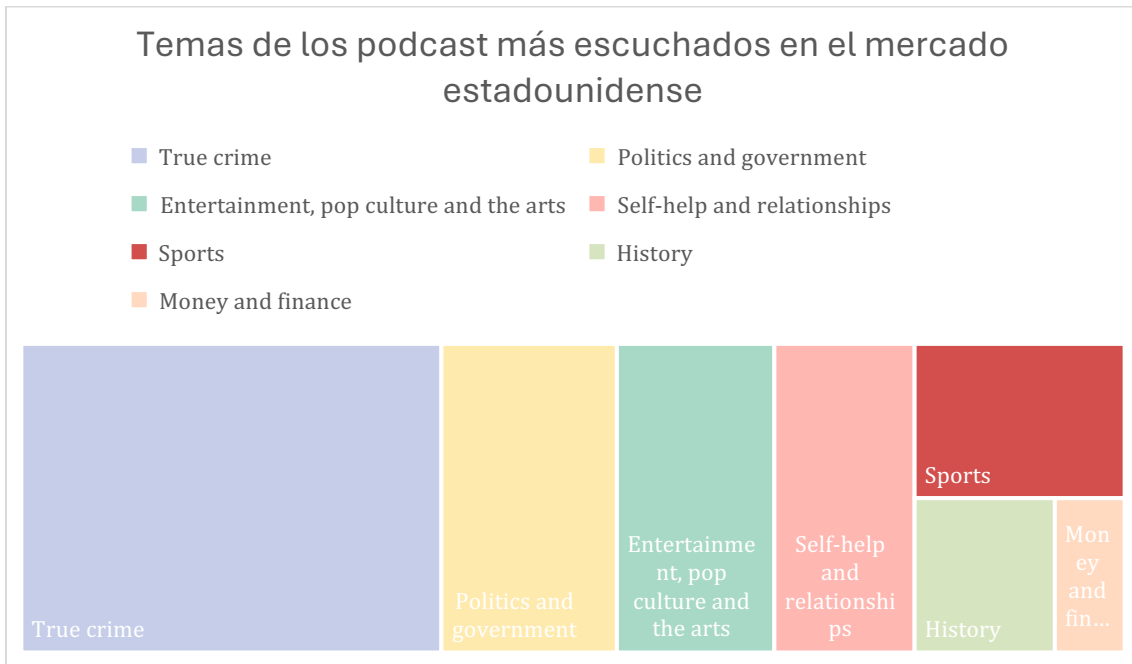 Temas de los podcast más escuchados en el mercado
estadounidense
True crime
Politics and government
Entertainment, pop culture and the arts
Self-help and relationships
Sports
History
Money and finance
True crime
Politics and
government
Entertainme
nt, pop
culture and
the arts
Self-help
and
relationshi
ps
Sports
History
Mon
ey
and
fin...